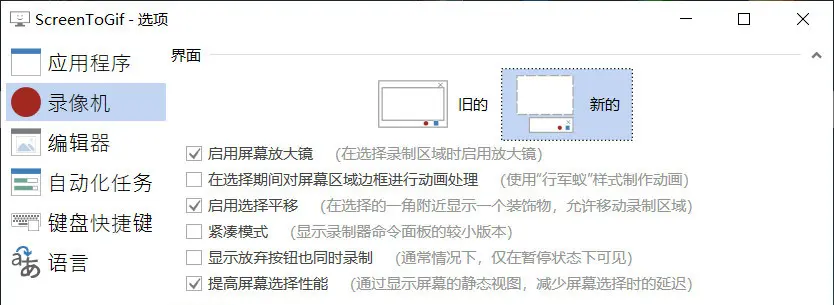 ScreenToGif - 选项
应用程序
录像机
编辑器
自动化任务
键盘快捷键
语言
界面
旧的
新的
启用屏幕放大镜 (在选择录制区域时启用放大镜)
在选择期间对屏幕区域边框进行动画处理 (使用“行军蚁”样式制作动画)
启用选择平移 (在选择的一角附近显示一个装饰物，允许移动录制区域)
紧凑模式 (显示录制器命令面板的较小版本)
显示放弃按钮也同时录制 (通常情况下，仅在暂停状态下可见)
提高屏幕选择性能 (通过显示屏幕的静态视图，减少屏幕选择时的延迟)